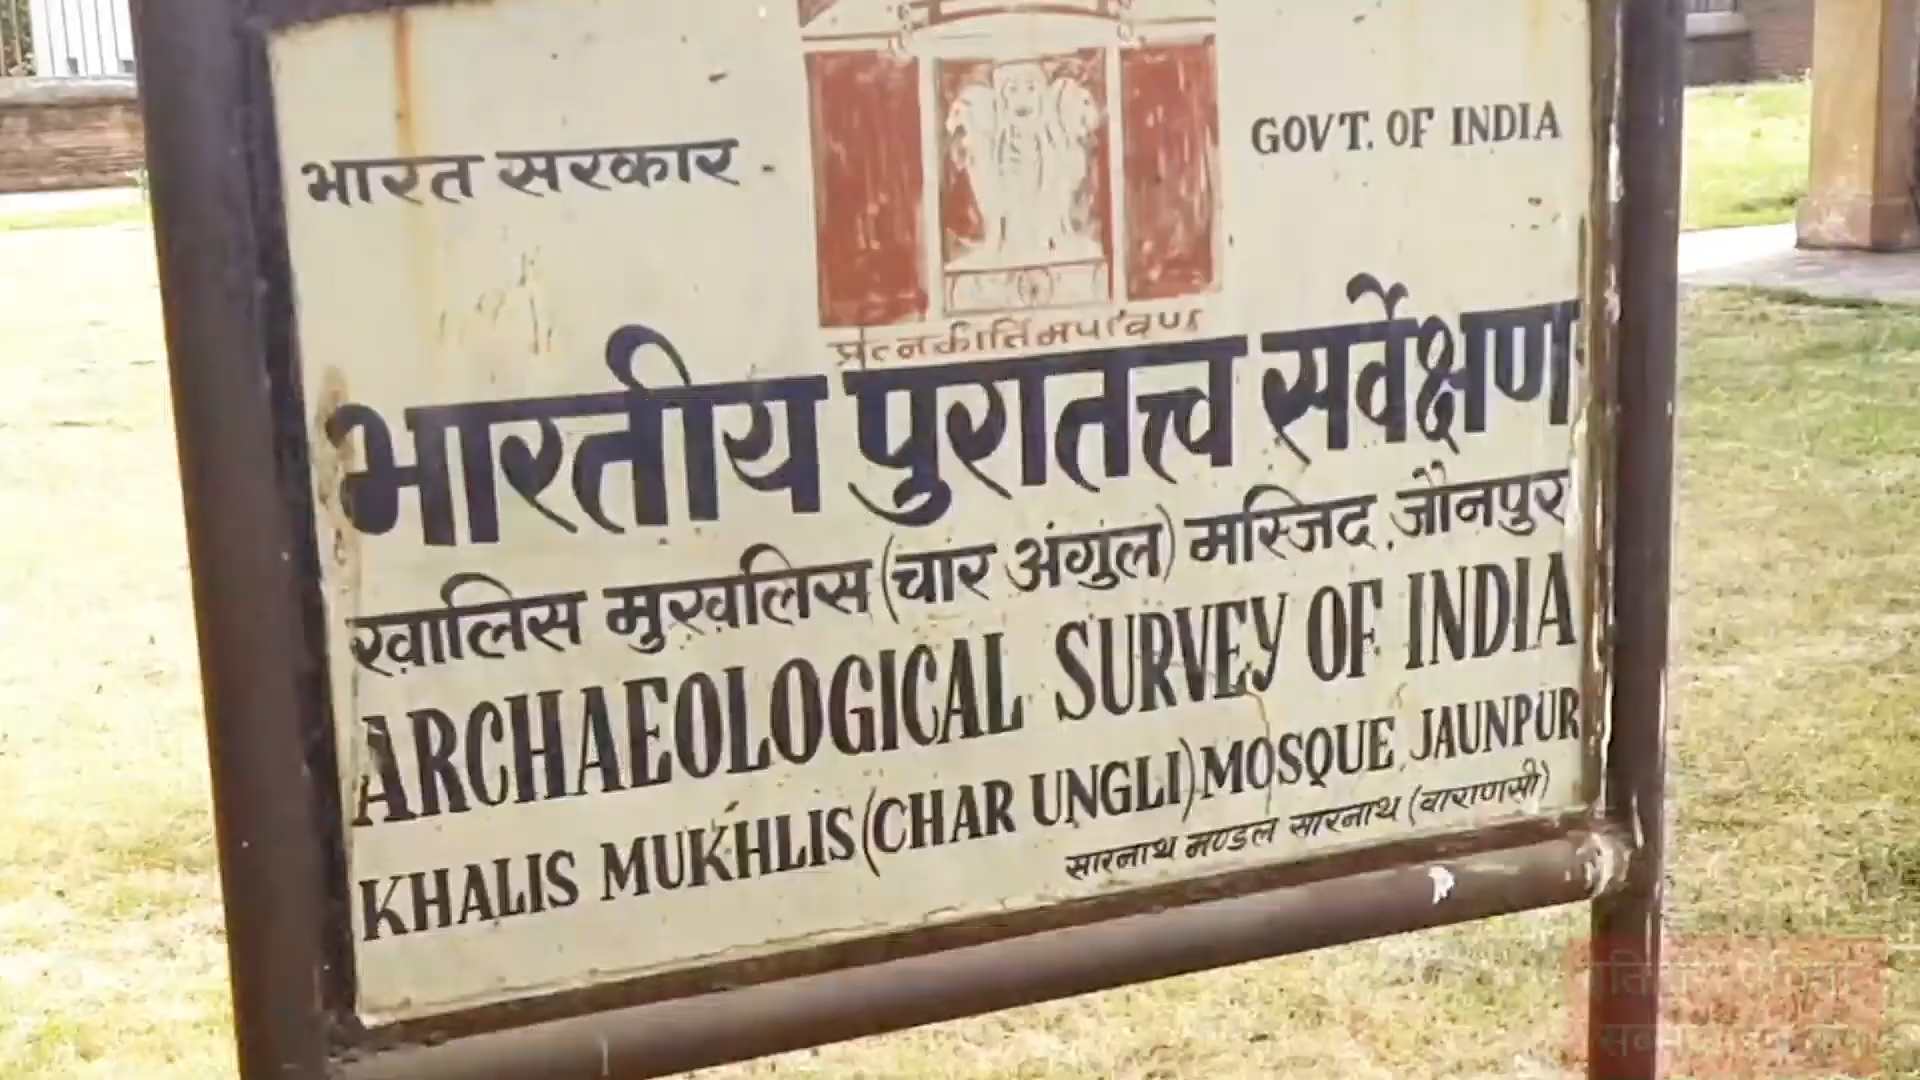 भारत सरकार
GOVT. OF INDIA
भारतीय पुरातत्त्व सर्वेक्षण
ख़ालिस मुख़लिस (चार अंगुल) मस्जिद, जौनपुर
ARCHAEOLOGICAL SURVEY OF INDIA
KHALIS MUKHLIS (CHAR UNGLI) MOSQUE, JAUNPUR
सारनाथ मण्डल सारनाथ (वाराणसी)